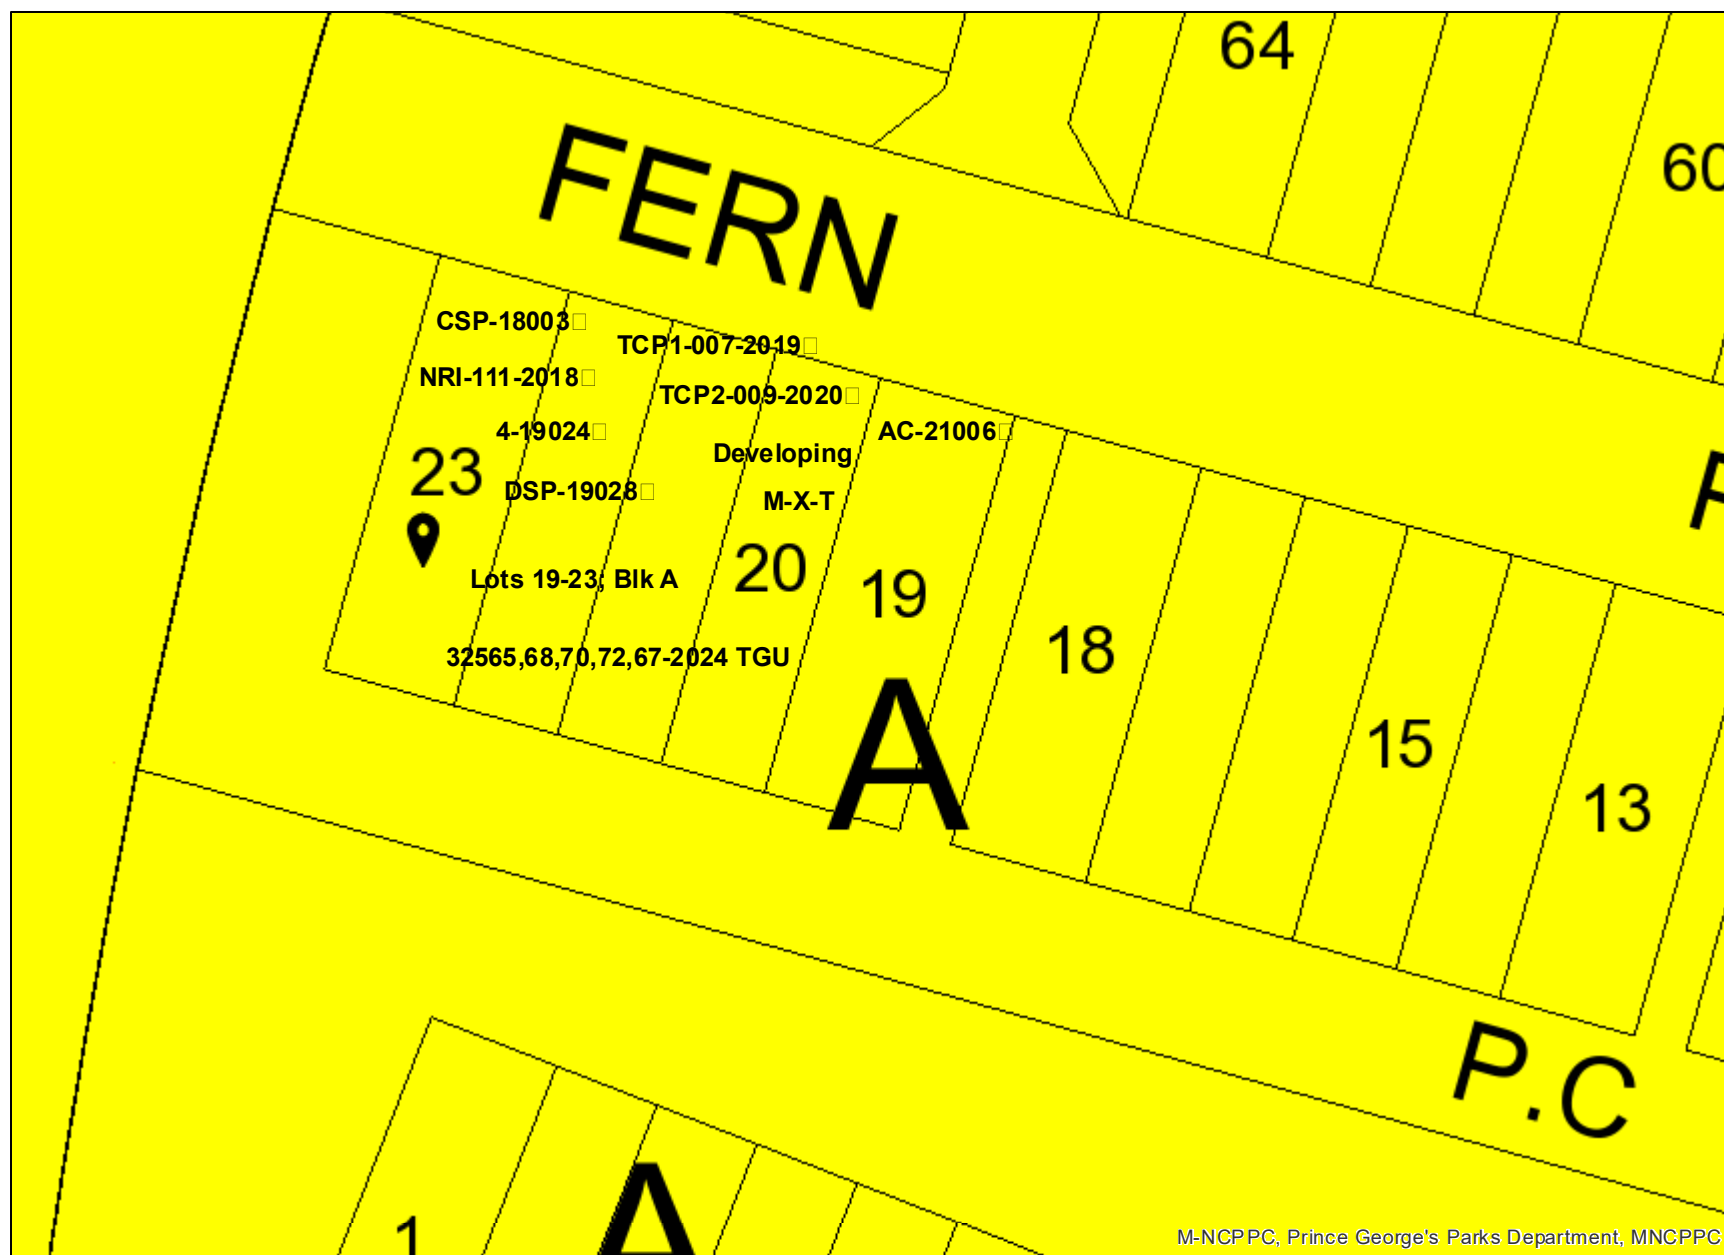 64
60
FERN
CSP-18003
TCP1-007-2019
NRI-111-2018
TCP2-009-2020
4-19024
AC-21006
Developing
23
DSP-19028
M-X-T
20
Lots 19-23; Blk A
19
18
32565,68,70,72,67-2024 TGU
A
15
13
P.C
A
1
M-NCPPC, Prince George's Parks Department, MNCPPC